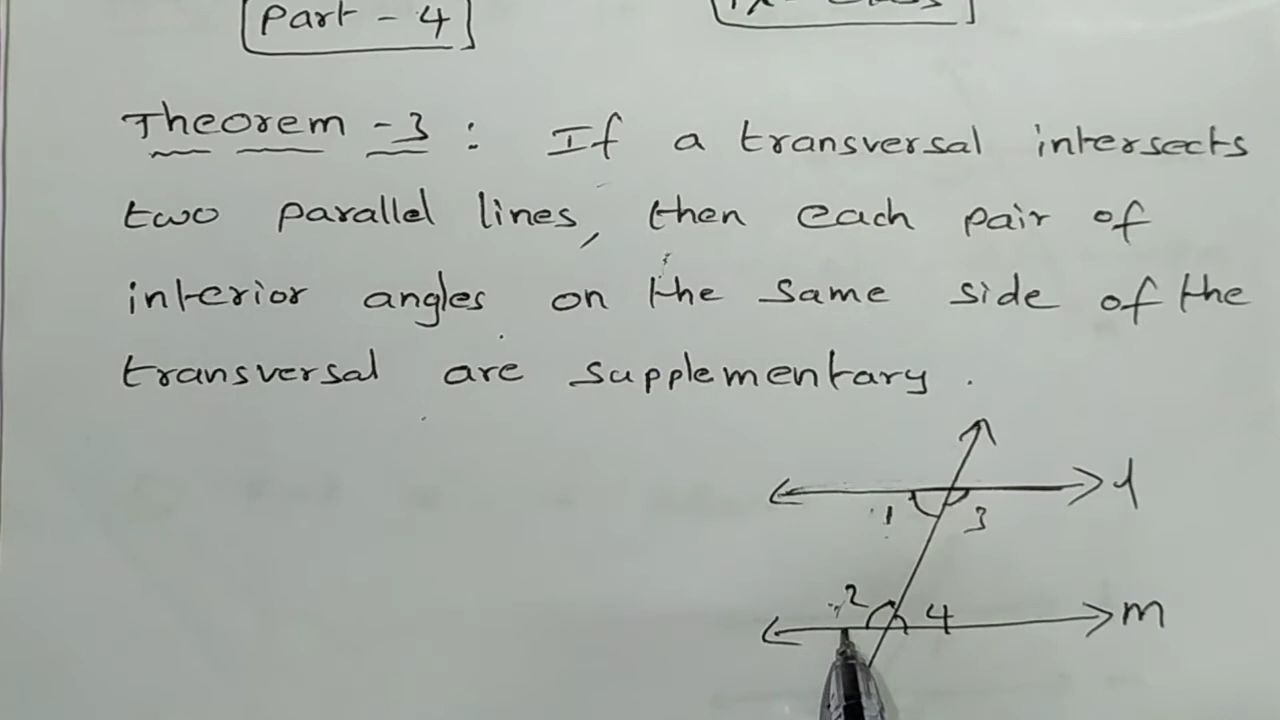 Part - 4
Theorem - 3 : If a transversal intersects
two parallel lines, then each pair of
interior angles on the same side of the
transversal are supplementary .
l
1 3
2 4 m